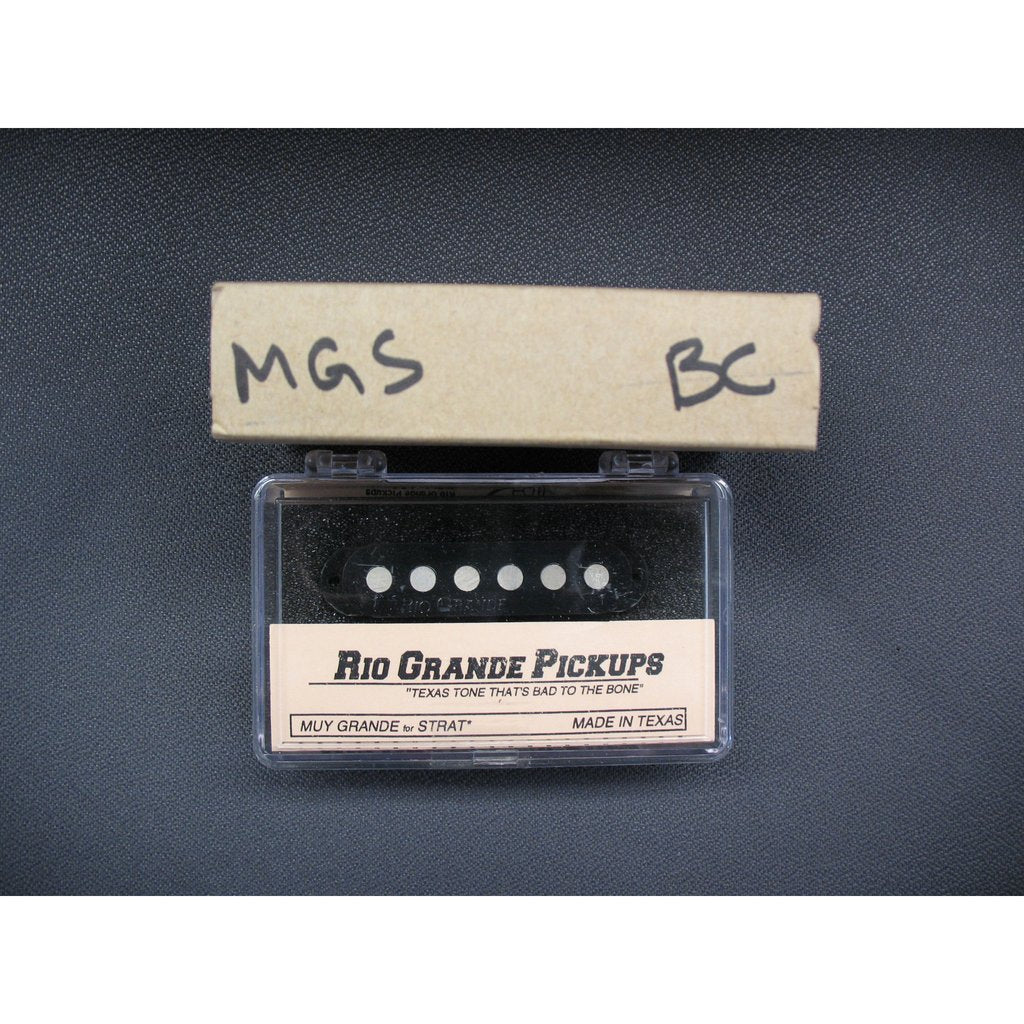 MGS BC
RIO GRANDE
RIO GRANDE PICKUPS
"TEXAS TONE THAT'S BAD TO THE BONE"
MUY GRANDE for STRAT* MADE IN TEXAS